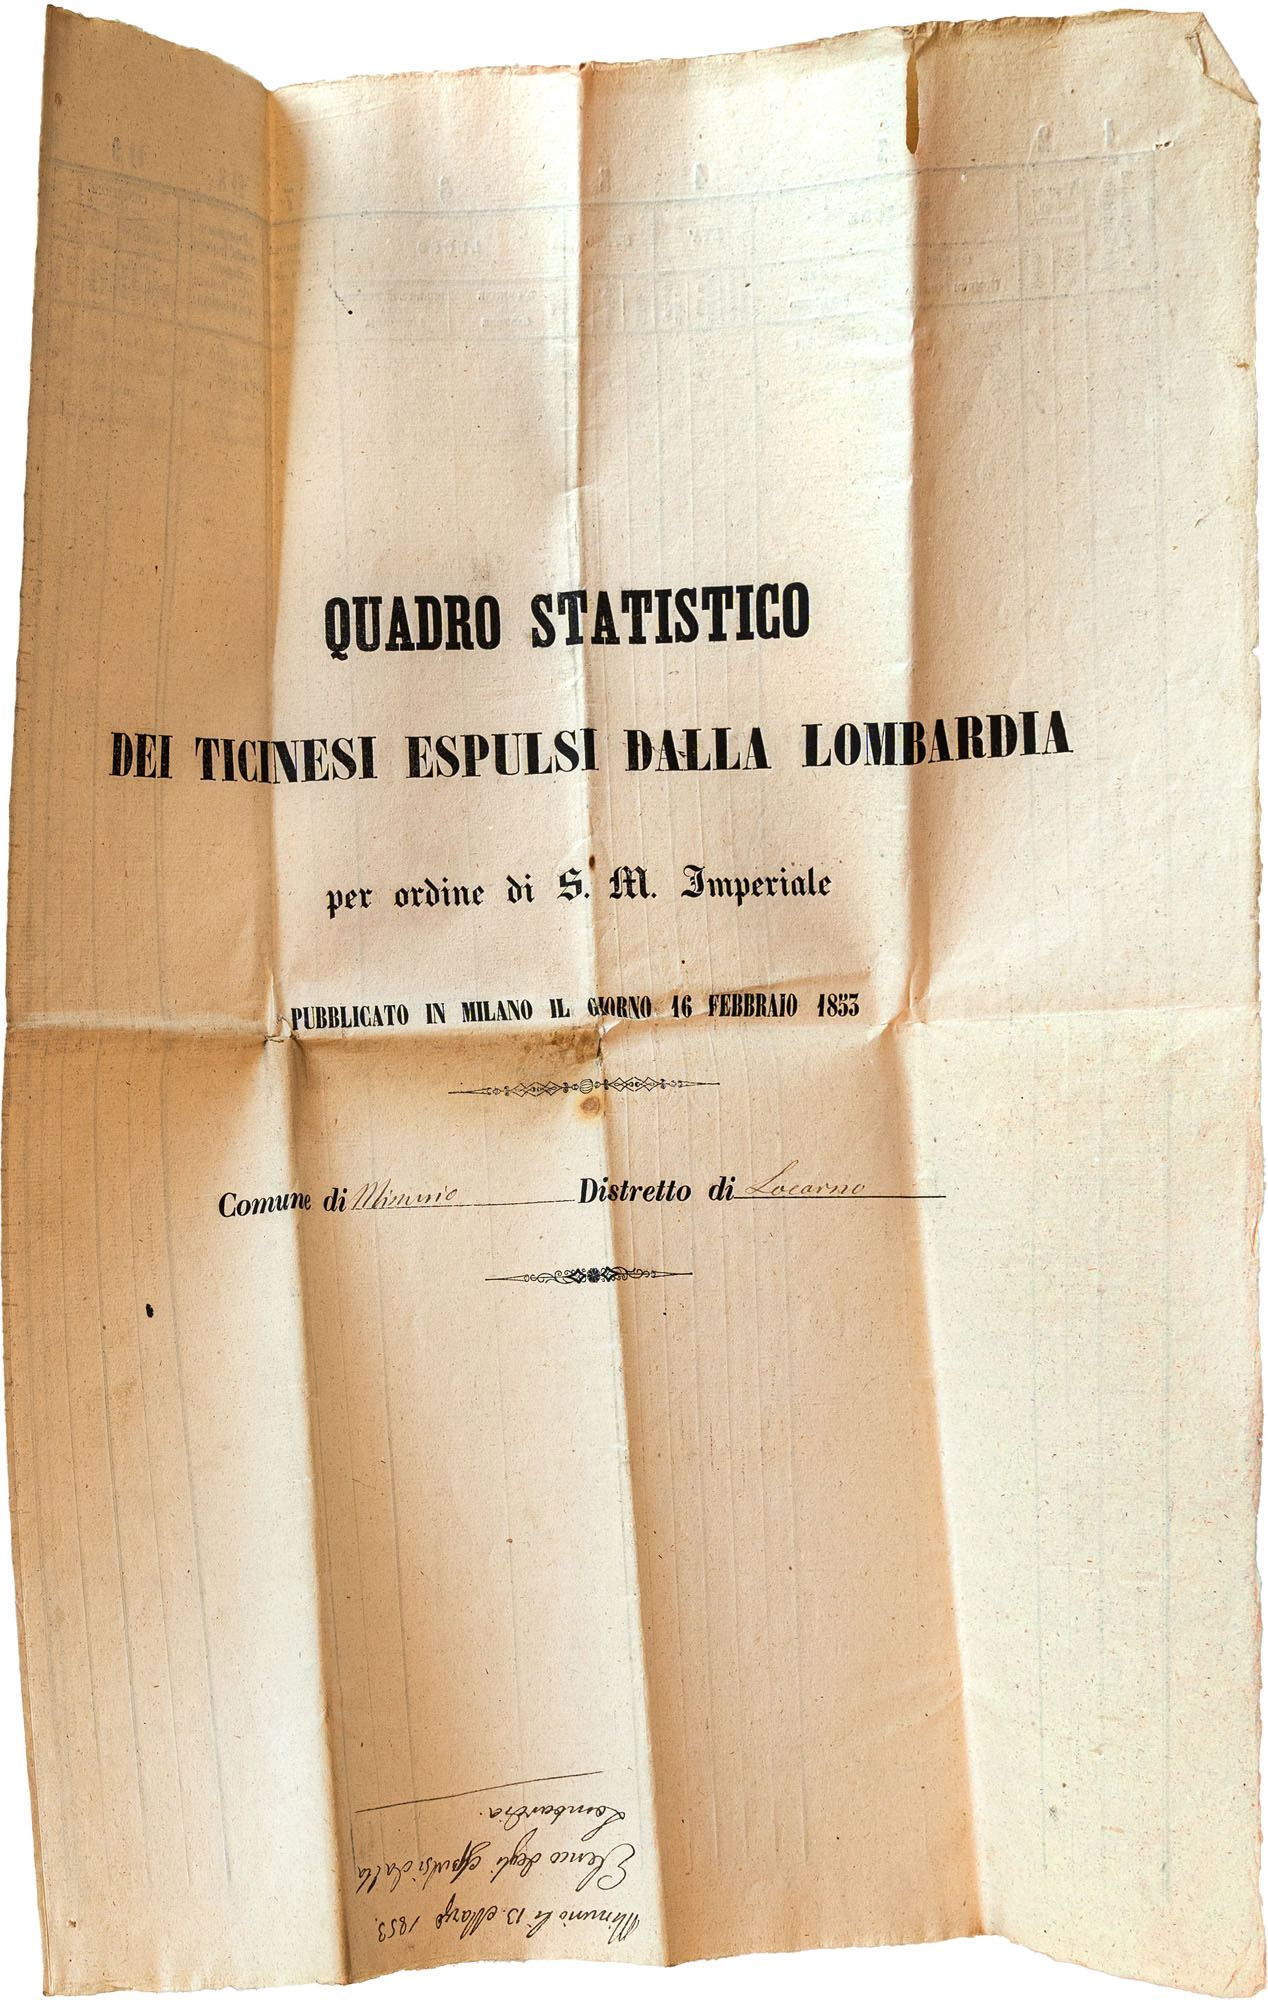 QUADRO STATISTICO
DEI TICINESI ESPULSI DALLA LOMBARDIA
per ordine di S. M. Imperiale
PUBBLICATO IN MILANO IL GIORNO 16 FEBBRAIO 1853
Comune di Minusio Distretto di Locarno
Minusio li 13 Marzo 1853.
Elenco degli espulsi dalla
Lombardia.